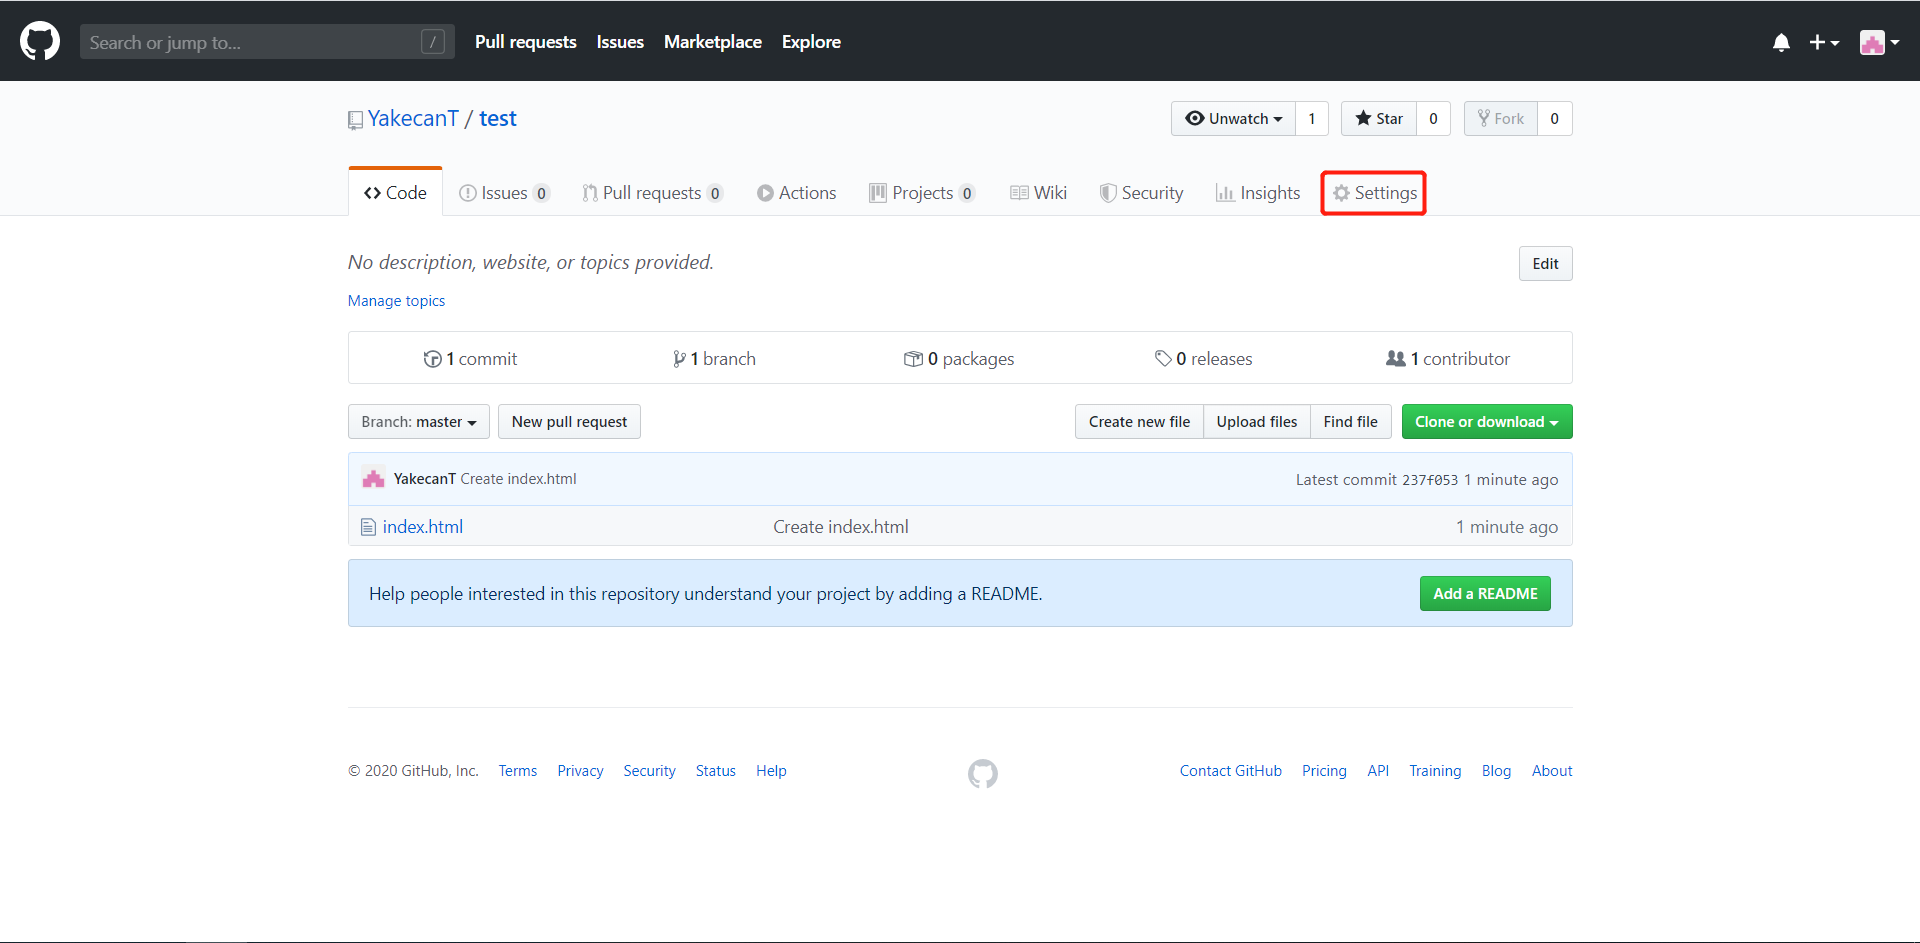 Search or jump to... /
Pull requests Issues Marketplace Explore
YakecanT / test
Unwatch 1 Star 0 Fork 0
Code Issues 0 Pull requests 0 Actions Projects 0 Wiki Security Insights Settings
No description, website, or topics provided.
Edit
Manage topics
1 commit 1 branch 0 packages 0 releases 1 contributor
Branch: master New pull request Create new file Upload files Find file Clone or download
YakecanT Create index.html Latest commit 237f053 1 minute ago
index.html Create index.html 1 minute ago
Help people interested in this repository understand your project by adding a README. Add a README
© 2020 GitHub, Inc. Terms Privacy Security Status Help Contact GitHub Pricing API Training Blog About